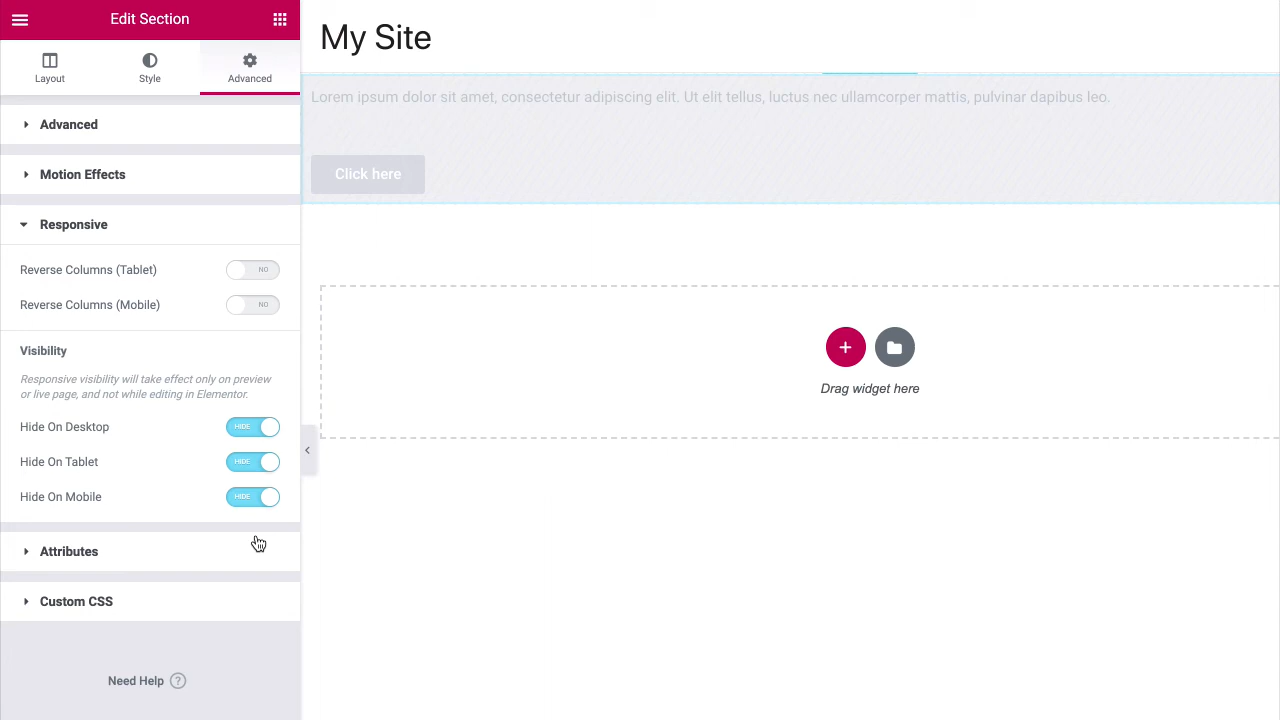 Edit Section
Layout
Style
Advanced
Advanced
Motion Effects
Responsive
Reverse Columns (Tablet)
NO
Reverse Columns (Mobile)
NO
Visibility
Responsive visibility will take effect only on preview
or live page, and not while editing in Elementor.
Hide On Desktop
HIDE
Hide On Tablet
HIDE
Hide On Mobile
HIDE
Attributes
Custom CSS
Need Help ?
My Site
Lorem ipsum dolor sit amet, consectetur adipiscing elit. Ut elit tellus, luctus nec ullamcorper mattis, pulvinar dapibus leo.
Click here
Drag widget here